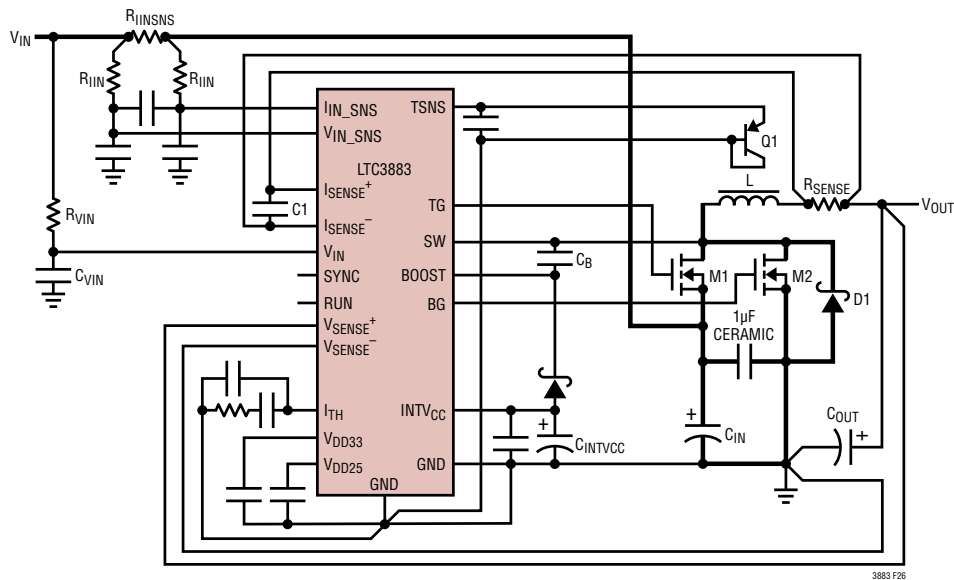 RIINSNS
VIN
RIIN
RIIN
IIN_SNS
TSNS
VIN_SNS
Q1
LTC3883
L
RSENSE
ISENSE+
C1
TG
VOUT
RVIN
ISENSE–
SW
VIN
CB
CVIN
SYNC
BOOST
M1
M2
RUN
BG
D1
1µF
CERAMIC
VSENSE+
VSENSE–
ITH
INTVCC
COUT
+
+
+
CINTVCC
CIN
VDD33
VDD25
GND
GND
3883 F26